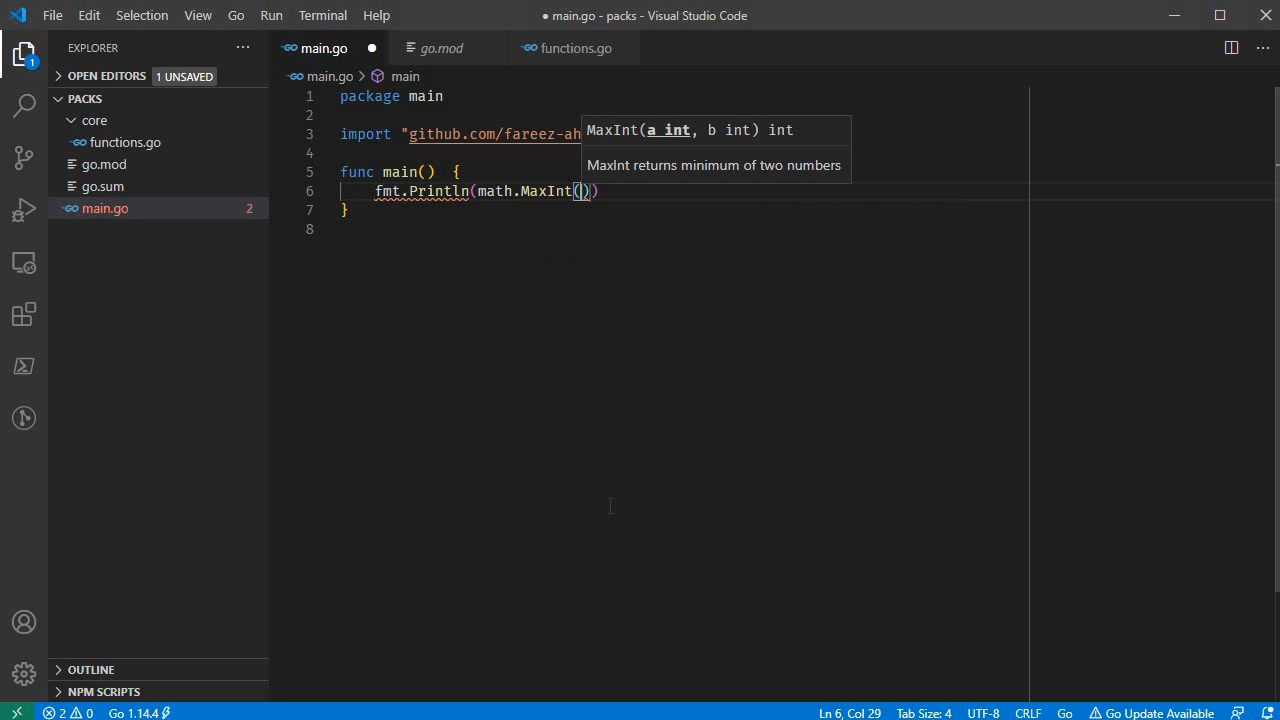 File Edit Selection View Go Run Terminal Help
● main.go - packs - Visual Studio Code
EXPLORER
1
OPEN EDITORS 1 UNSAVED
PACKS
core
functions.go
go.mod
go.sum
main.go 2
OUTLINE
NPM SCRIPTS
main.go
go.mod
functions.go
main.go > main
1 package main
2
3 import "github.com/fareez-ah
4
5 func main()  {
6 fmt.Println(math.MaxInt())
7 }
8
MaxInt(a int, b int) int
MaxInt returns minimum of two numbers
2 0 Go 1.14.4
Ln 6, Col 29 Tab Size: 4 UTF-8 CRLF Go Go Update Available